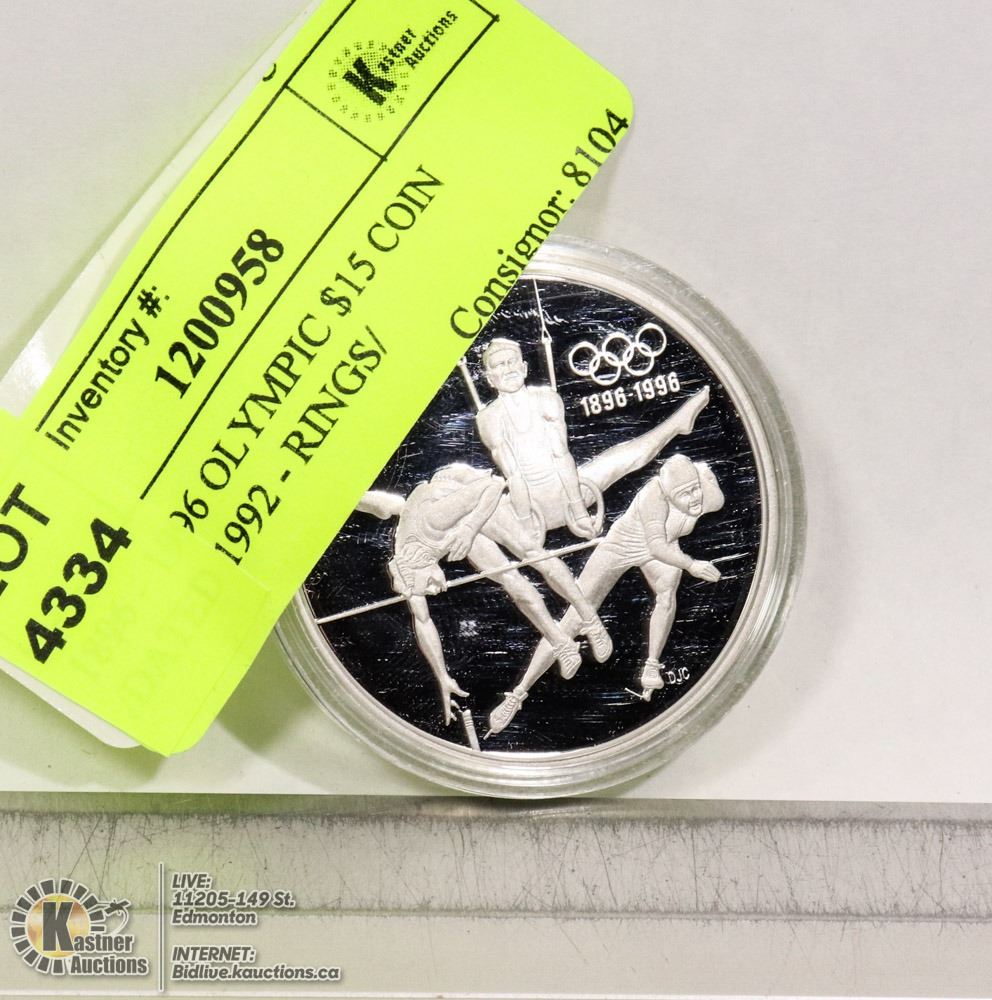 Kastner
Auctions
Inventory #:
1200958
Consignor: 8104
LOT
4334
96 OLYMPIC $15 COIN
1992 - RINGS/
1896-1996
DJC
Kastner
Auctions
LIVE:
11205-149 St.
Edmonton
INTERNET:
Bidlive.kauctions.ca